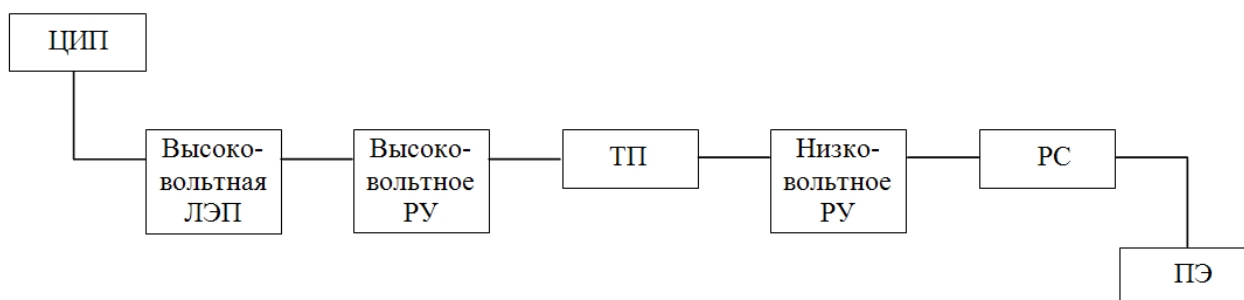 ЦИП
Высоко-
вольтная
ЛЭП
Высоко-
вольтное
РУ
ТП
Низко-
вольтное
РУ
РС
ПЭ